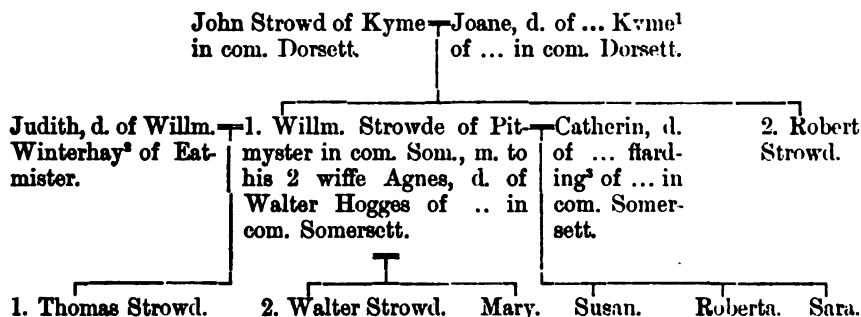 John Strowd of Kyme
in com. Dorsett.
Joane, d. of ... Kyme¹
of ... in com. Dorsett.
Judith, d. of Willm.
Winterhay² of Eat-
mister.
1. Willm. Strowde of Pit-
myster in com. Som., m. to
his 2 wiffe Agnes, d. of
Walter Hogges of .. in
com. Somersett.
Catherin, d.
of ... ffard-
ing³ of ... in
com. Somer-
sett.
2. Robert
Strowd.
1. Thomas Strowd.
2. Walter Strowd.
Mary.
Susan.
Roberta.
Sara.